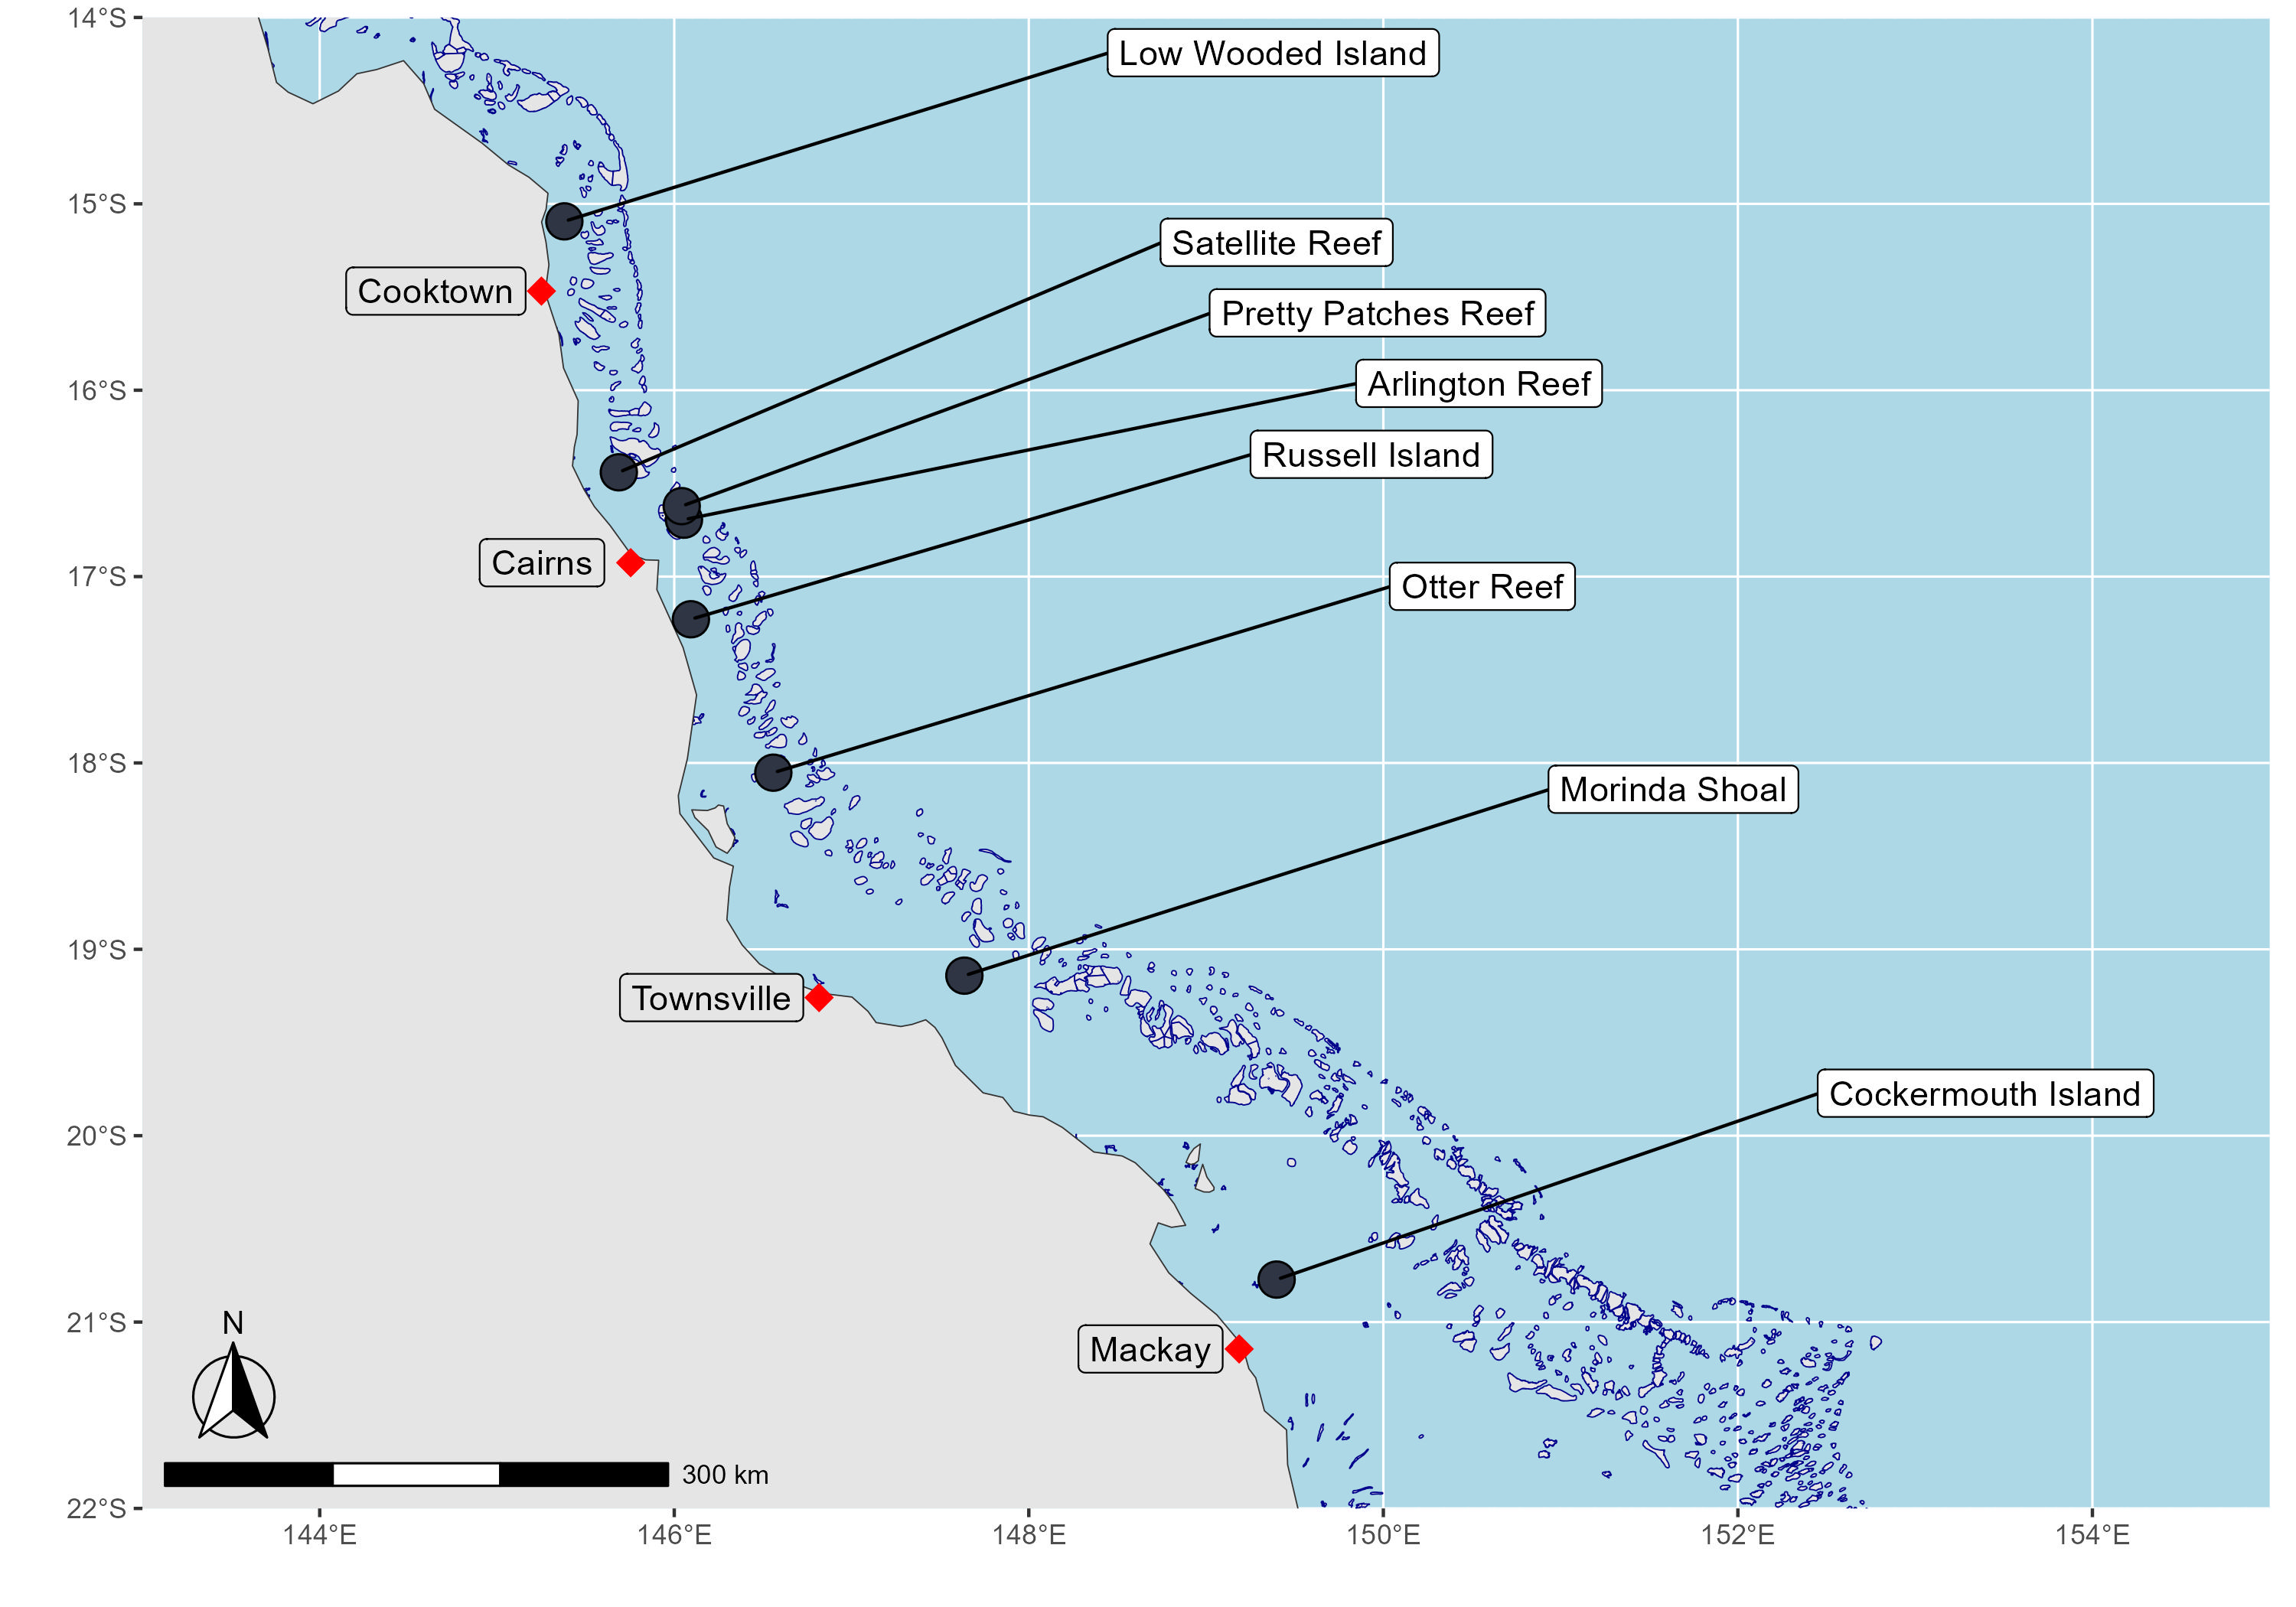 14°S
Low Wooded Island
15°S
Satellite Reef
Cooktown
Pretty Patches Reef
16°S
Arlington Reef
Russell Island
Cairns
17°S
Otter Reef
18°S
Morinda Shoal
19°S
Townsville
Cockermouth Island
20°S
21°S
N
Mackay
300 km
22°S
144°E 146°E 148°E 150°E 152°E 154°E